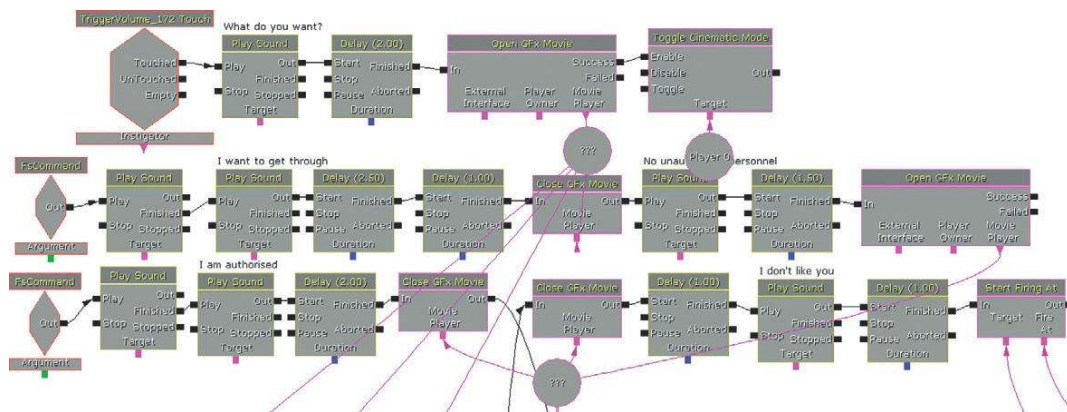 TriggerVolume_172 Touch
Touched
UnTouched
Empty
Instigator
What do you want?
Play Sound
Play
Out
Finished
Stop
Stopped
Target
Delay (2.00)
Start
Finished
Stop
Pause
Aborted
Duration
Open GFx Movie
In
Success
Failed
External
Interface
Player
Owner
Movie
Player
Toggle Cinematic Mode
Enable
Disable
Out
Toggle
Target
???
Player 0
FsCommand
Out
Argument
Play Sound
Play
Out
Finished
Stop
Stopped
Target
I want to get through
Play Sound
Play
Out
Finished
Stop
Stopped
Target
Delay (2.50)
Start
Finished
Stop
Pause
Aborted
Duration
Delay (1.00)
Start
Finished
Stop
Pause
Aborted
Duration
Close GFx Movie
In
Out
Movie
Player
No personnel
Play
Out
Finished
Stop
Stopped
Target
Delay (1.50)
Start
Finished
Stop
Pause
Aborted
Duration
Open GFx Movie
In
Success
Failed
External
Interface
Player
Owner
Movie
Player
FsCommand
Out
Argument
Play Sound
Play
Out
Finished
Stop
Stopped
Target
I am authorised
Play Sound
Play
Out
Finished
Stop
Stopped
Target
Delay (2.00)
Start
Finished
Stop
Pause
Aborted
Duration
Close GFx Movie
In
Out
Movie
Player
Close GFx Movie
In
Out
Movie
Player
Delay (1.00)
Start
Finished
Stop
Pause
Aborted
Duration
I don't like you
Play Sound
Play
Out
Finished
Stop
Stopped
Target
Delay (1.00)
Start
Finished
Stop
Pause
Aborted
Duration
Start Firing At
In
Out
Target
Fire
At
???